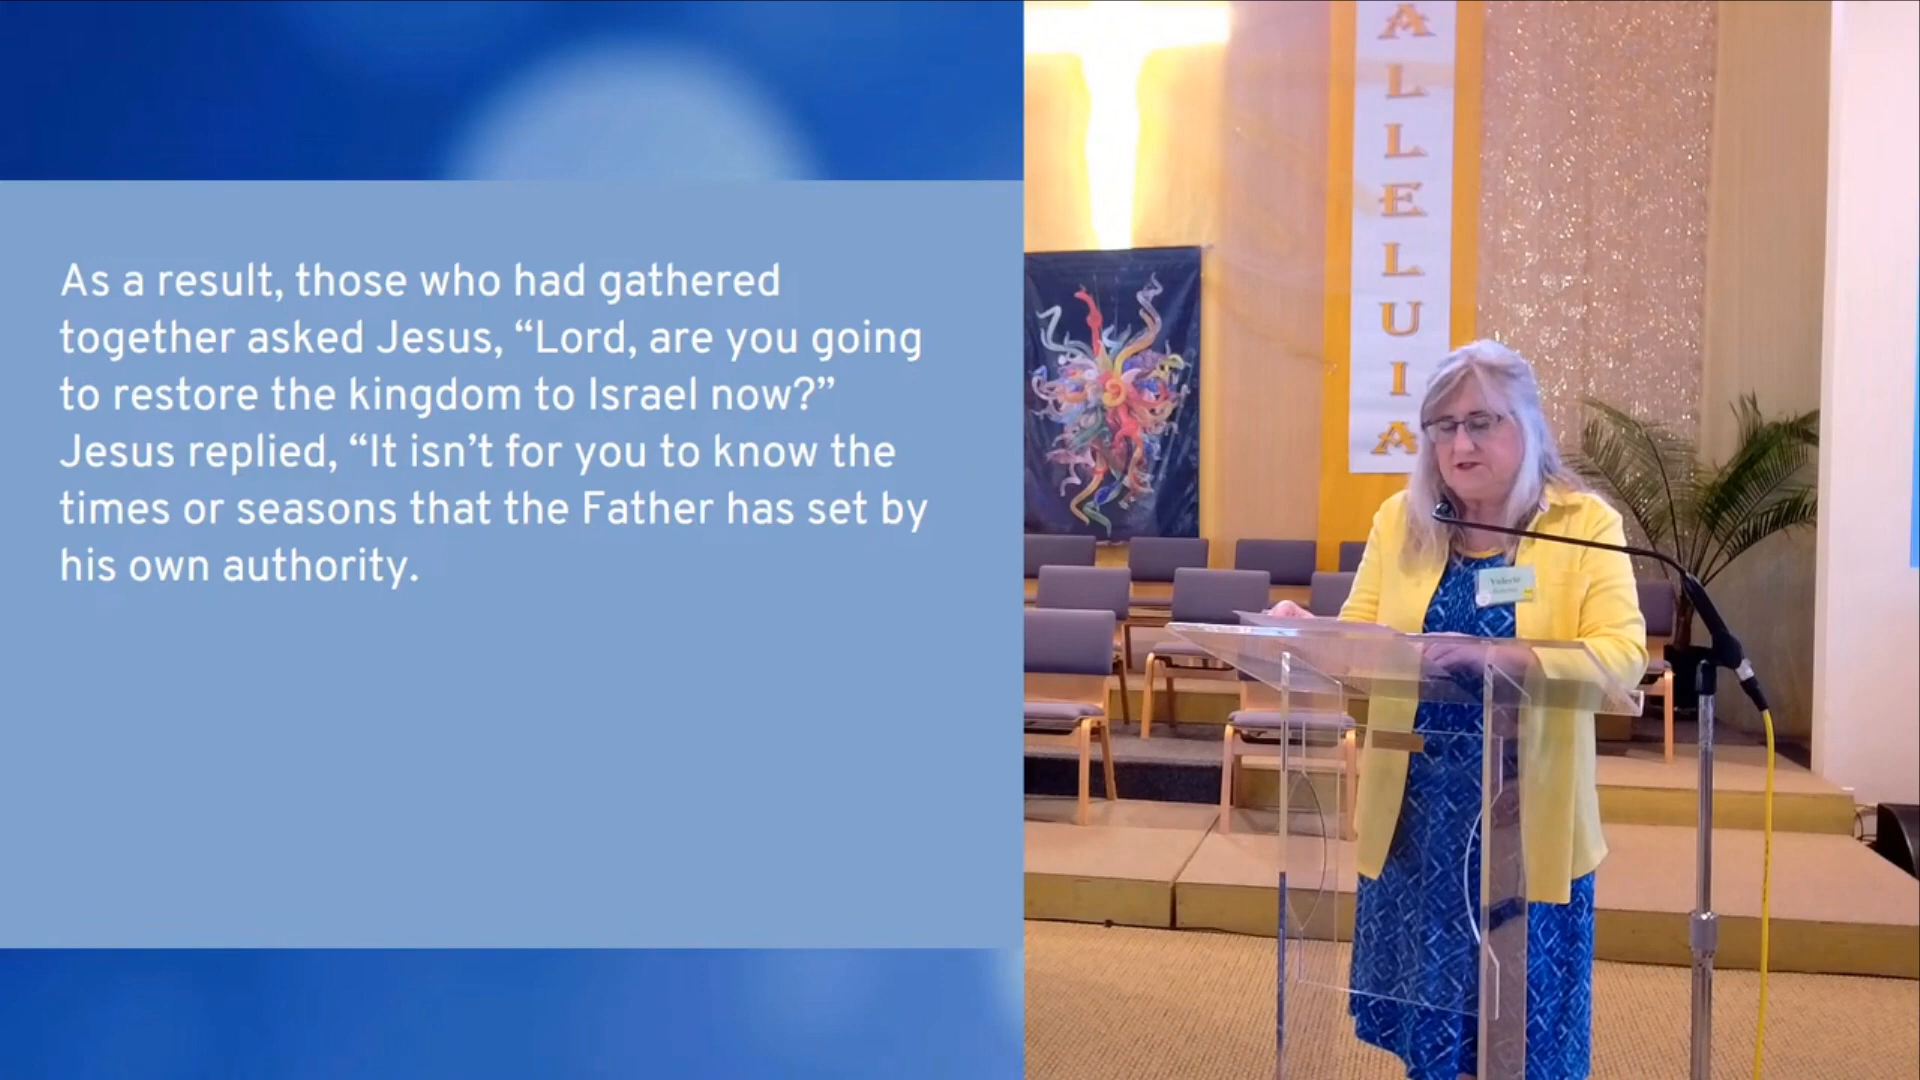 As a result, those who had gathered
together asked Jesus, “Lord, are you going
to restore the kingdom to Israel now?”
Jesus replied, “It isn’t for you to know the
times or seasons that the Father has set by
his own authority.
ALLELUIA
Valerie